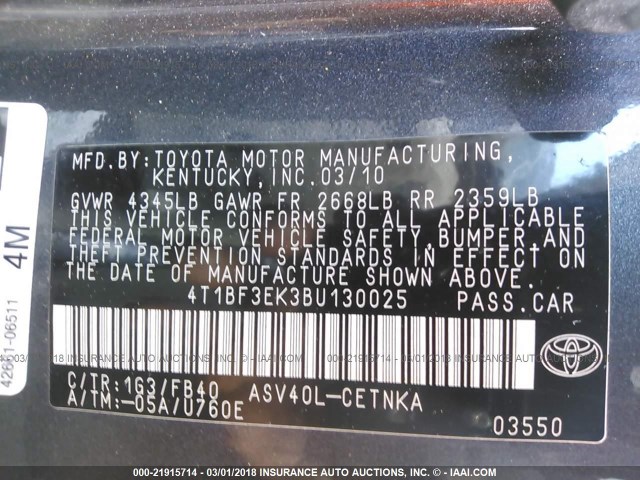 MFD.BY:TOYOTA MOTOR MANUFACTURING,
KENTUCKY,INC.03/10
GVWR 4345LB GAWR FR 2668LB RR 2359LB
THIS VEHICLE CONFORMS TO ALL APPLICABLE
FEDERAL MOTOR VEHICLE SAFETY,BUMPER,AND
THEFT PREVENTION STANDARDS IN EFFECT ON
THE DATE OF MANUFACTURE SHOWN ABOVE.
4T1BF3EK3BU130025 PASS.CAR
C/TR:1G3/FB40 ASV40L-CETNKA
A/TM:-05A/U760E
03550
4M
42661-06511
000-21915714 - 03/01/2018 INSURANCE AUTO AUCTIONS, INC. - ©IAAI.COM